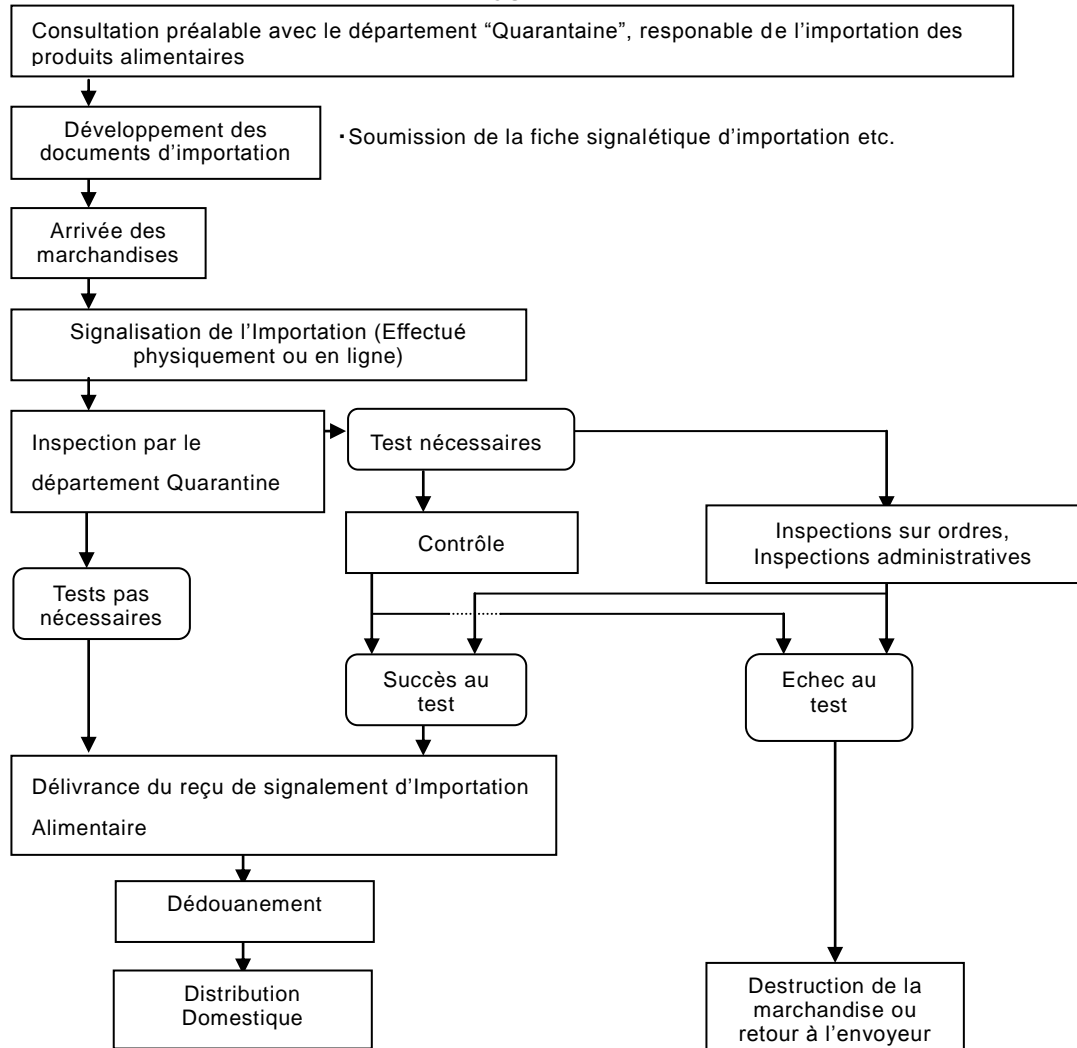 Consultation préalable avec le département “Quarantaine”, responable de l’importation des
produits alimentaires
Développement des
documents d’importation
・Soumission de la fiche signalétique d’importation etc.
Arrivée des
marchandises
Signalisation de l’Importation (Effectué
physiquement ou en ligne)
Inspection par le
département Quarantine
Test nécessaires
Contrôle
Inspections sur ordres,
Inspections administratives
Tests pas
nécessaires
Succès au
test
Echec au
test
Délivrance du reçu de signalement d’Importation
Alimentaire
Dédouanement
Distribution
Domestique
Destruction de la
marchandise ou
retour à l’envoyeur